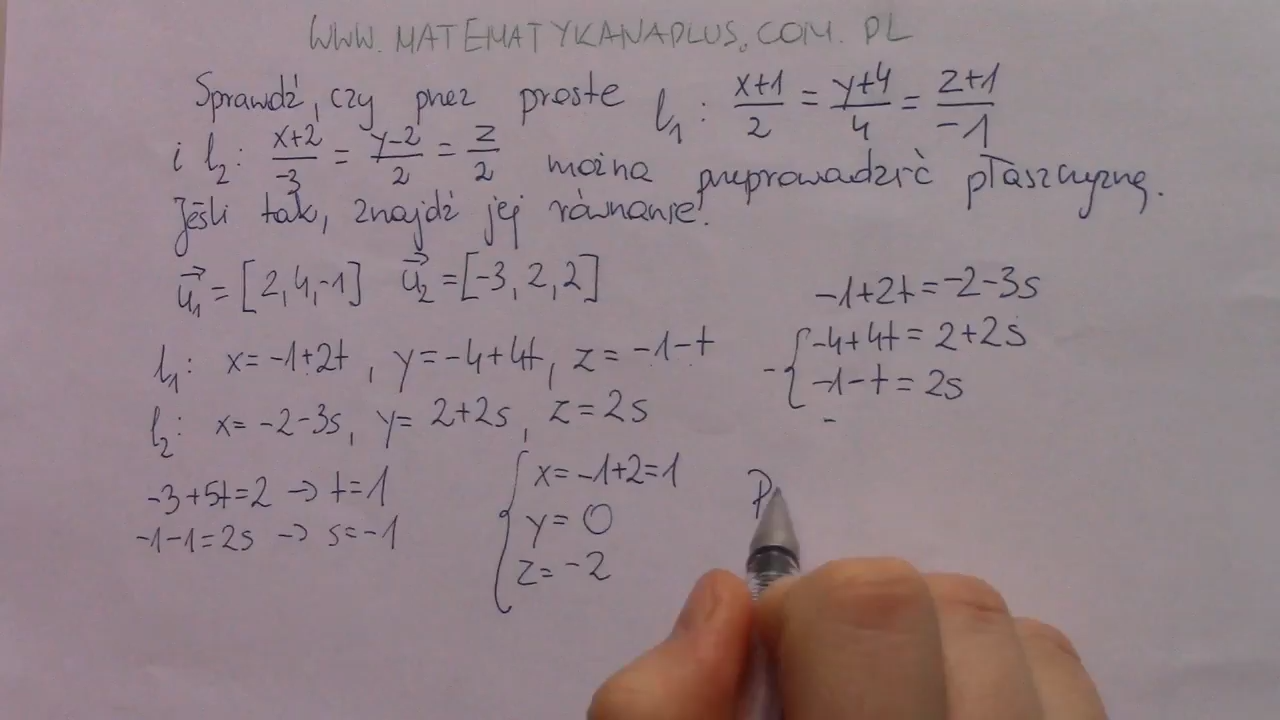 WWW.MATEMATYKANAPLUS.COM.PL
Sprawdź, czy przez proste l₁: (x+1)/2 = (y+4)/4 = (z+1)/-1
i l₂: (x+2)/-3 = (y-2)/2 = z/2 można przeprowadzić płaszczyznę.
Jeśli tak, znajdź jej równanie.
u₁⃗ = [2,4,-1] u₂⃗ = [-3,2,2]
l₁: x=-1+2t, y=-4+4t, z=-1-t
l₂: x=-2-3s, y=2+2s, z=2s
-1+2t=-2-3s
- { -4+4t=2+2s
-1-t=2s
-
-3+5t=2 → t=1
-1-1=2s → s=-1
{ x=-1+2=1
y=0
z=-2
P